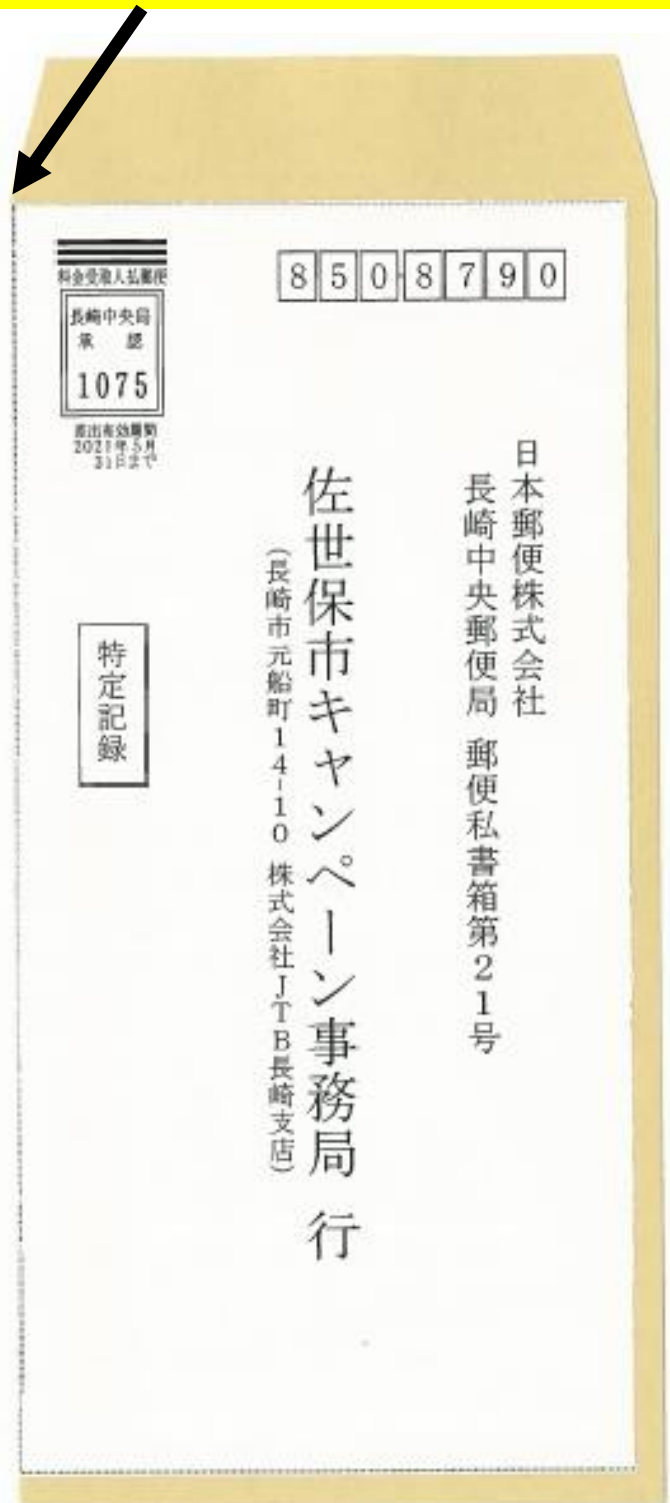 料金受取人払郵便
長崎中央局
承 認
1075
差出有効期間
2021年5月
31日まで
850-8790
日本郵便株式会社
長崎中央郵便局 郵便私書箱第21号
佐世保市キャンペーン事務局 行
(長崎市元船町14-10 株式会社JTB長崎支店)
特定記録